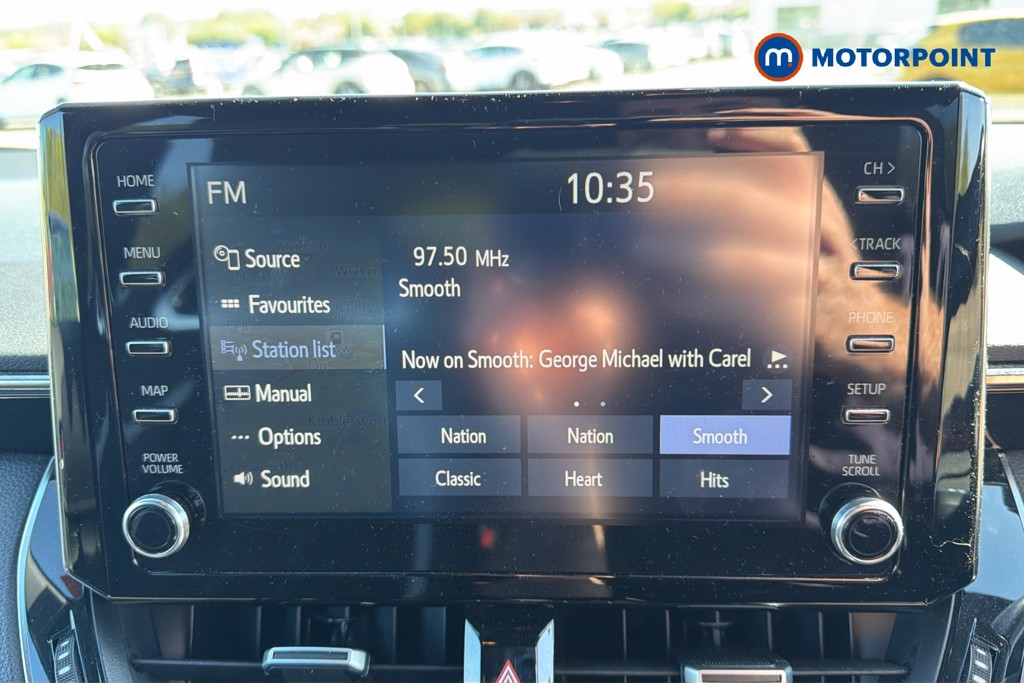 m MOTORPOINT
HOME
MENU
AUDIO
MAP
POWER
VOLUME
FM
10:35
Source
Favourites
Station list
Manual
Options
Sound
97.50 MHz
Smooth
Now on Smooth: George Michael with Carel
<
>
Nation Nation Smooth
Classic Heart Hits
CH >
< TRACK
PHONE
SETUP
TUNE
SCROLL
Kibbleswort